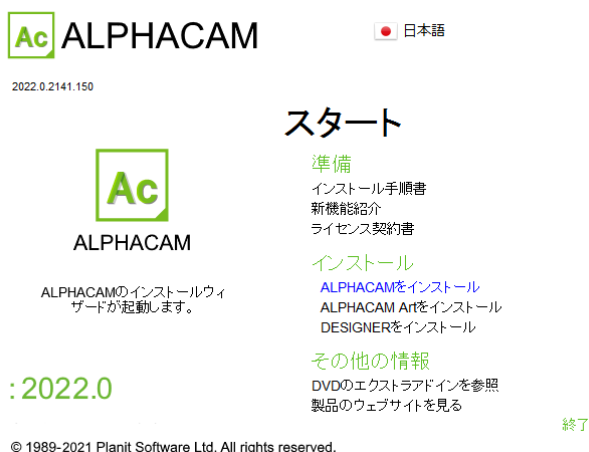 Ac ALPHACAM
日本語
2022.0.2141.150
スタート
準備
インストール手順書
新機能紹介
ライセンス契約書
Ac
ALPHACAM
インストール
ALPHACAMをインストール
ALPHACAM Artをインストール
DESIGNERをインストール
ALPHACAMのインストールウィ
ザードが起動します。
その他の情報
DVDのエクストラアドインを参照
製品のウェブサイトを見る
: 2022.0
終了
© 1989-2021 Planit Software Ltd. All rights reserved.